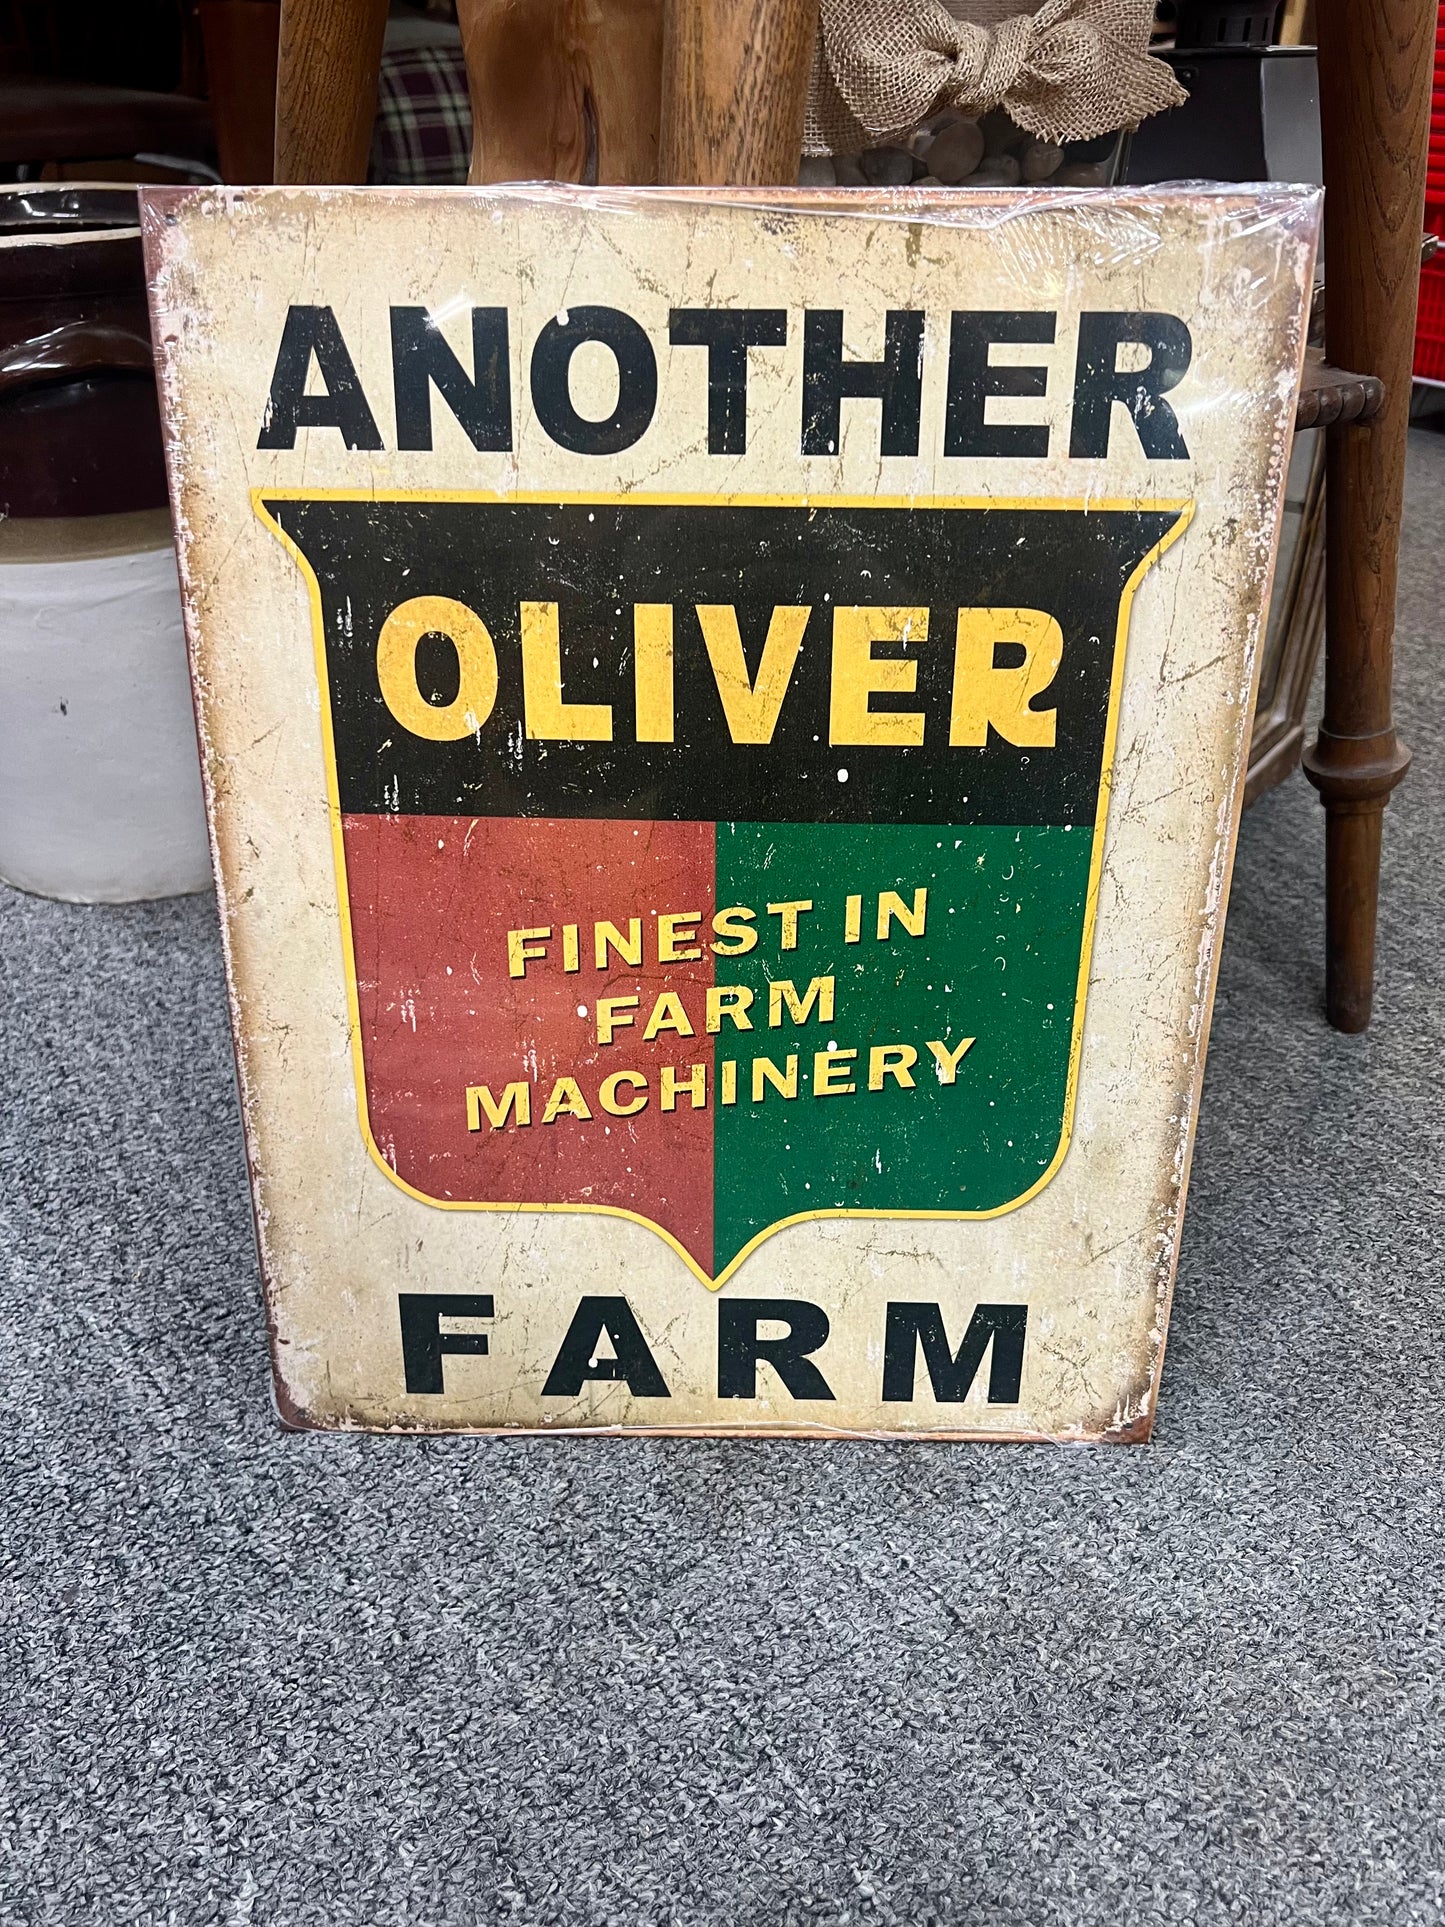 ANOTHER
OLIVER
FINEST IN
FARM
MACHINERY
FARM